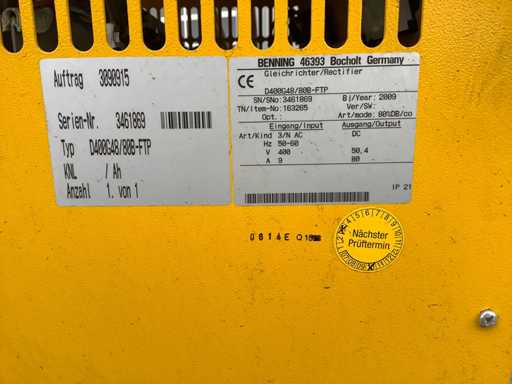 Auftrag 3090915
Serien-Nr. 3461869
Typ D400G48/80B-FTP
KNL / Ah
Anzahl 1. von 1
BENNING 46393 Bocholt Germany
CE Gleichrichter/Rectifier
D400G48/80B-FTP
SN/SNo: 3461869 Bj/Year: 2009
TN/Item-No: 163265 Ver/SW:
Opt.: Art/mode: 80%DB/co
Eingang/Input Ausgang/Output
Art/Kind 3/N AC DC
Hz 50-60
V 400 50,4
A 9 80
IP 21
0814E
Nächster
Prüftermin